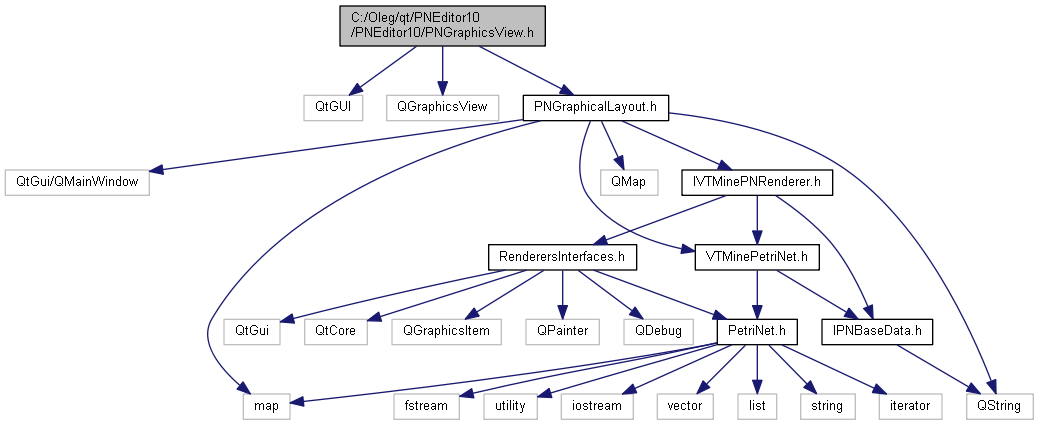 C:/Oleg/qt/PNEditor10
/PNEditor10/PNGraphicsView.h
QtGUI
QGraphicsView
PNGraphicalLayout.h
QtGui/QMainWindow
QMap
IVTMinePNRenderer.h
RenderersInterfaces.h
VTMinePetriNet.h
QtGui
QtCore
QGraphicsItem
QPainter
QDebug
PetriNet.h
IPNBaseData.h
map
fstream
utility
iostream
vector
list
string
iterator
QString